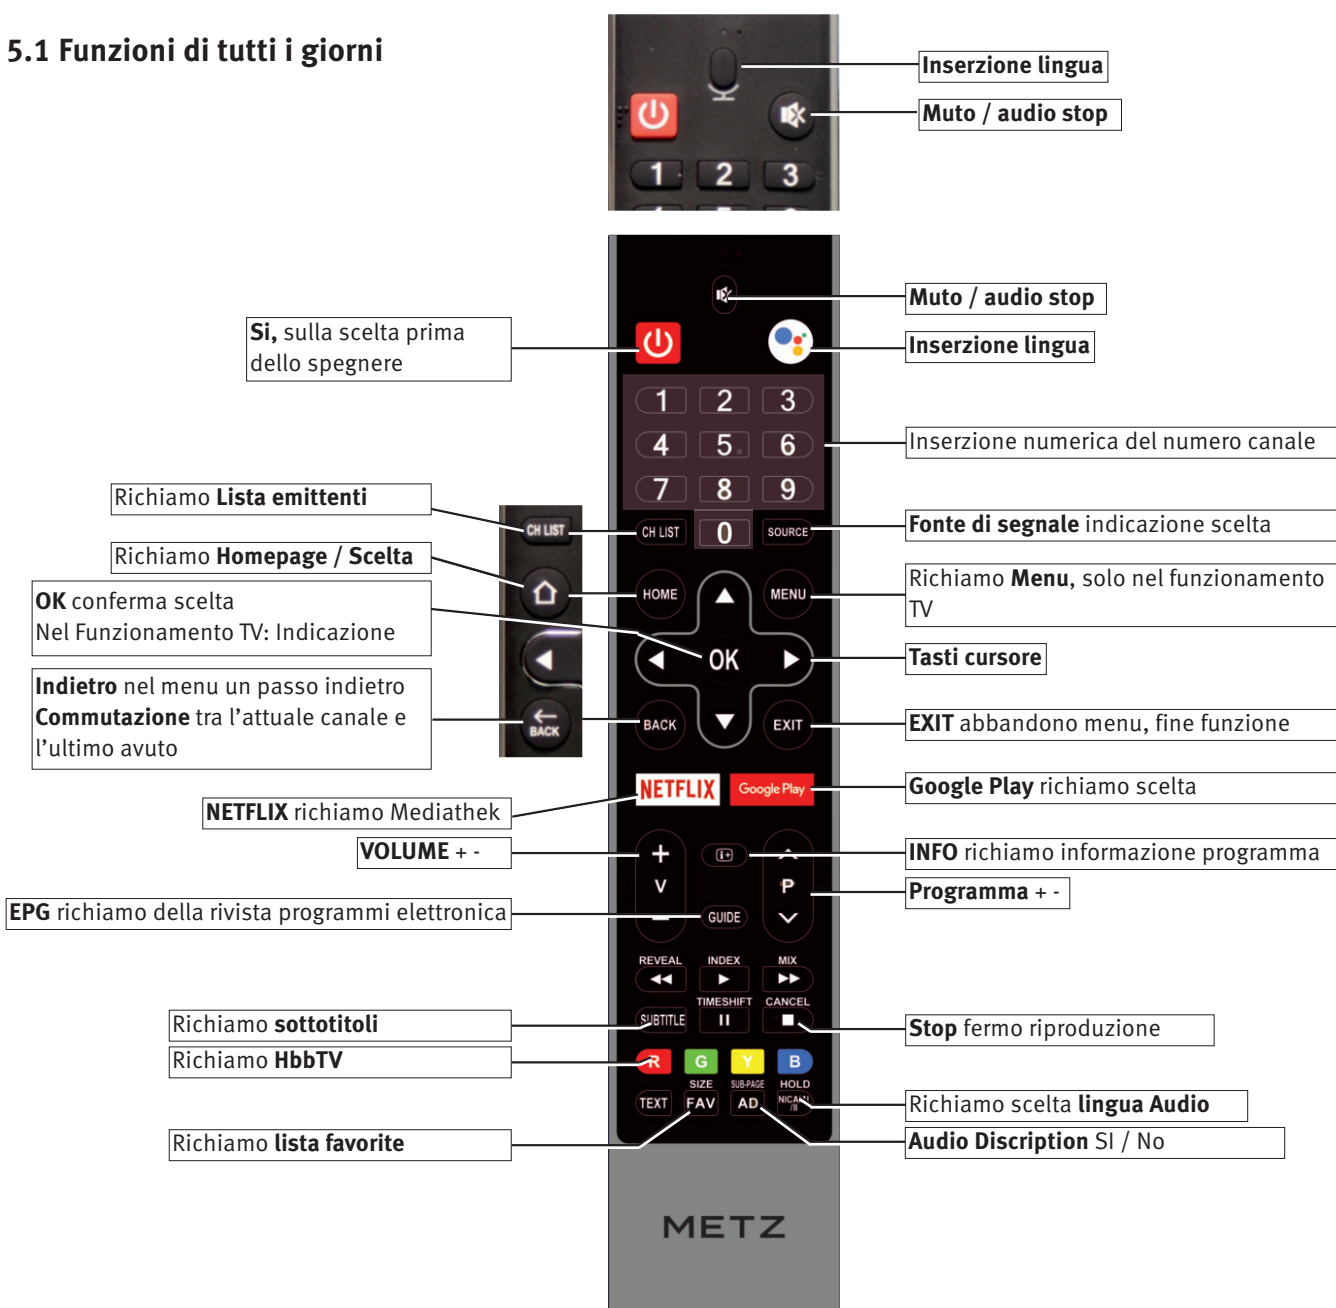 5.1 Funzioni di tutti i giorni
Inserzione lingua
Muto / audio stop
1 2 3
Muto / audio stop
Si, sulla scelta prima
dello spegnere
Inserzione lingua
1 2 3
4 5 6
Inserzione numerica del numero canale
7 8 9
Richiamo Lista emittenti
CH LIST
CH LIST 0 SOURCE
Fonte di segnale indicazione scelta
Richiamo Homepage / Scelta
HOME MENU
Richiamo Menu, solo nel funzionamento
TV
OK conferma scelta
Nel Funzionamento TV: Indicazione
OK
Tasti cursore
Indietro nel menu un passo indietro
Commutazione tra l’attuale canale e
l’ultimo avuto
BACK
BACK EXIT
EXIT abbandono menu, fine funzione
NETFLIX Google Play
Google Play richiamo scelta
NETFLIX richiamo Mediathek
VOLUME + -
+ i+
INFO richiamo informazione programma
V P
Programma + -
EPG richiamo della rivista programmi elettronica
– GUIDE
REVEAL INDEX MIX
TIMESHIFT CANCEL
Richiamo sottotitoli
SUBTITLE
Stop fermo riproduzione
Richiamo HbbTV
R G Y B
SIZE SUB-PAGE HOLD
TEXT FAV AD NICAM/I/II
Richiamo scelta lingua Audio
Richiamo lista favorite
Audio Discription SI / No
METZ